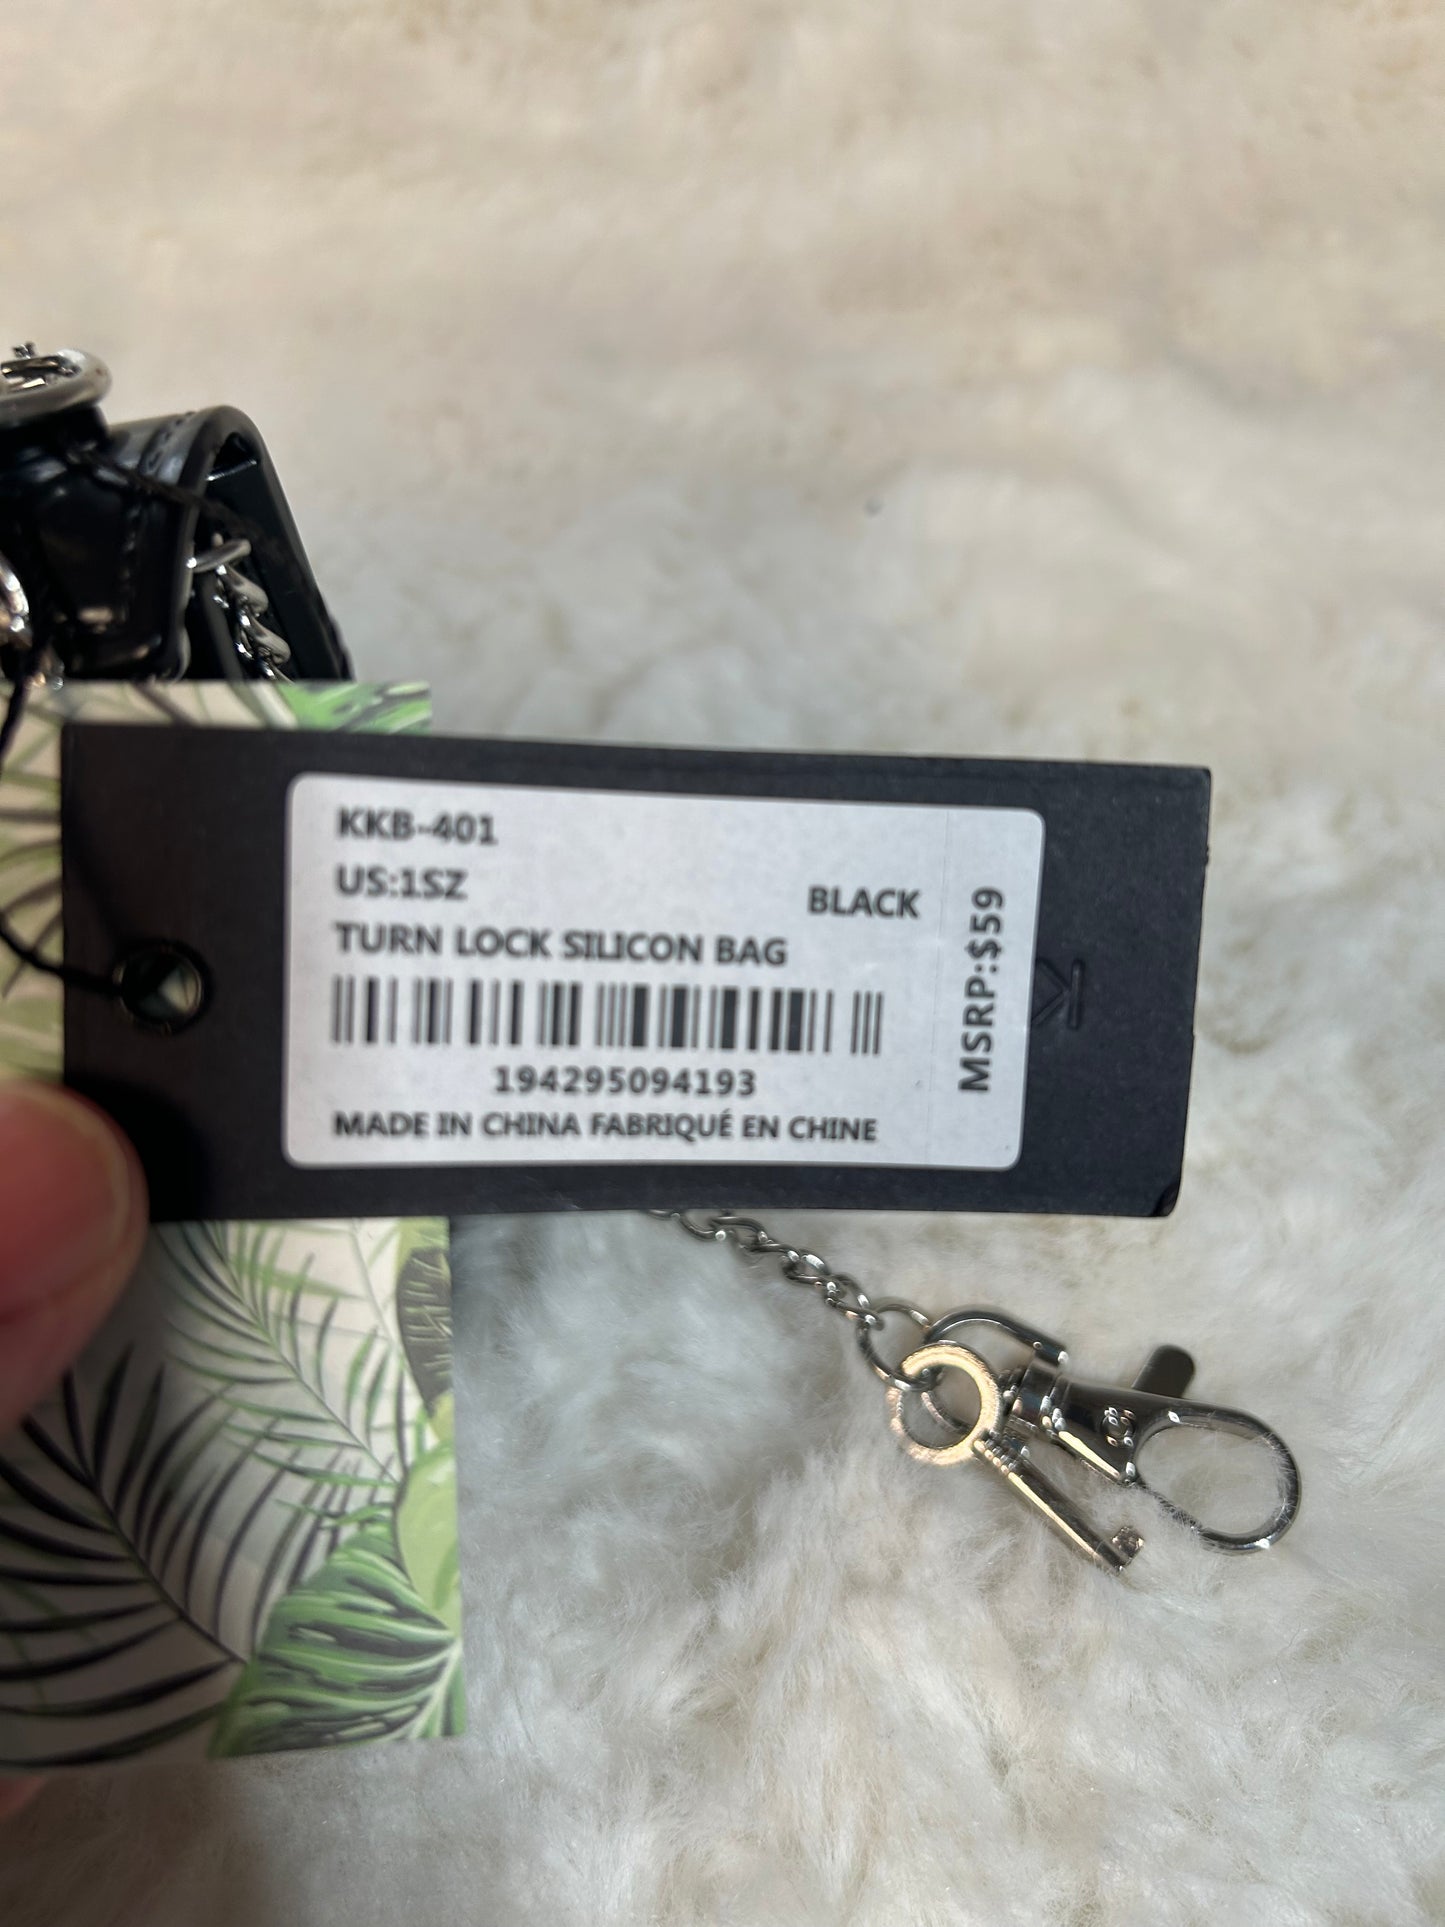 KKB-401
US:1SZ
BLACK
TURN LOCK SILICON BAG
194295094193
MADE IN CHINA FABRIQUÉ EN CHINE
MSRP:$59
K